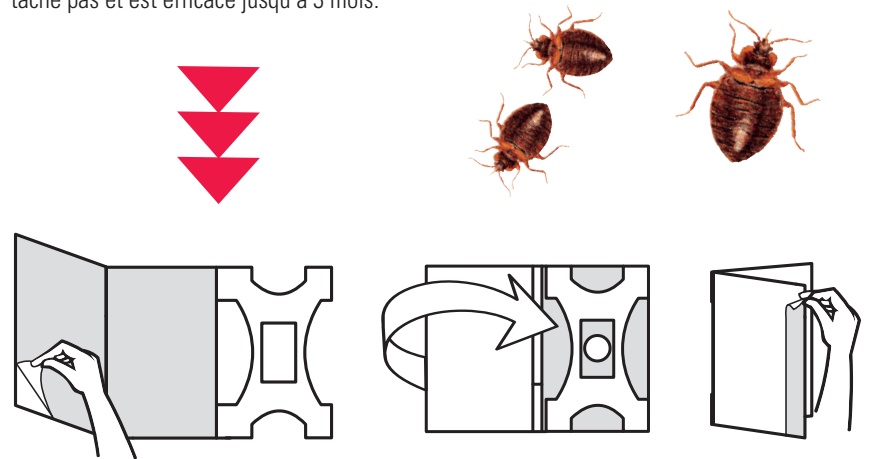 tache pas et est efficace jusqu'à 3 mois.